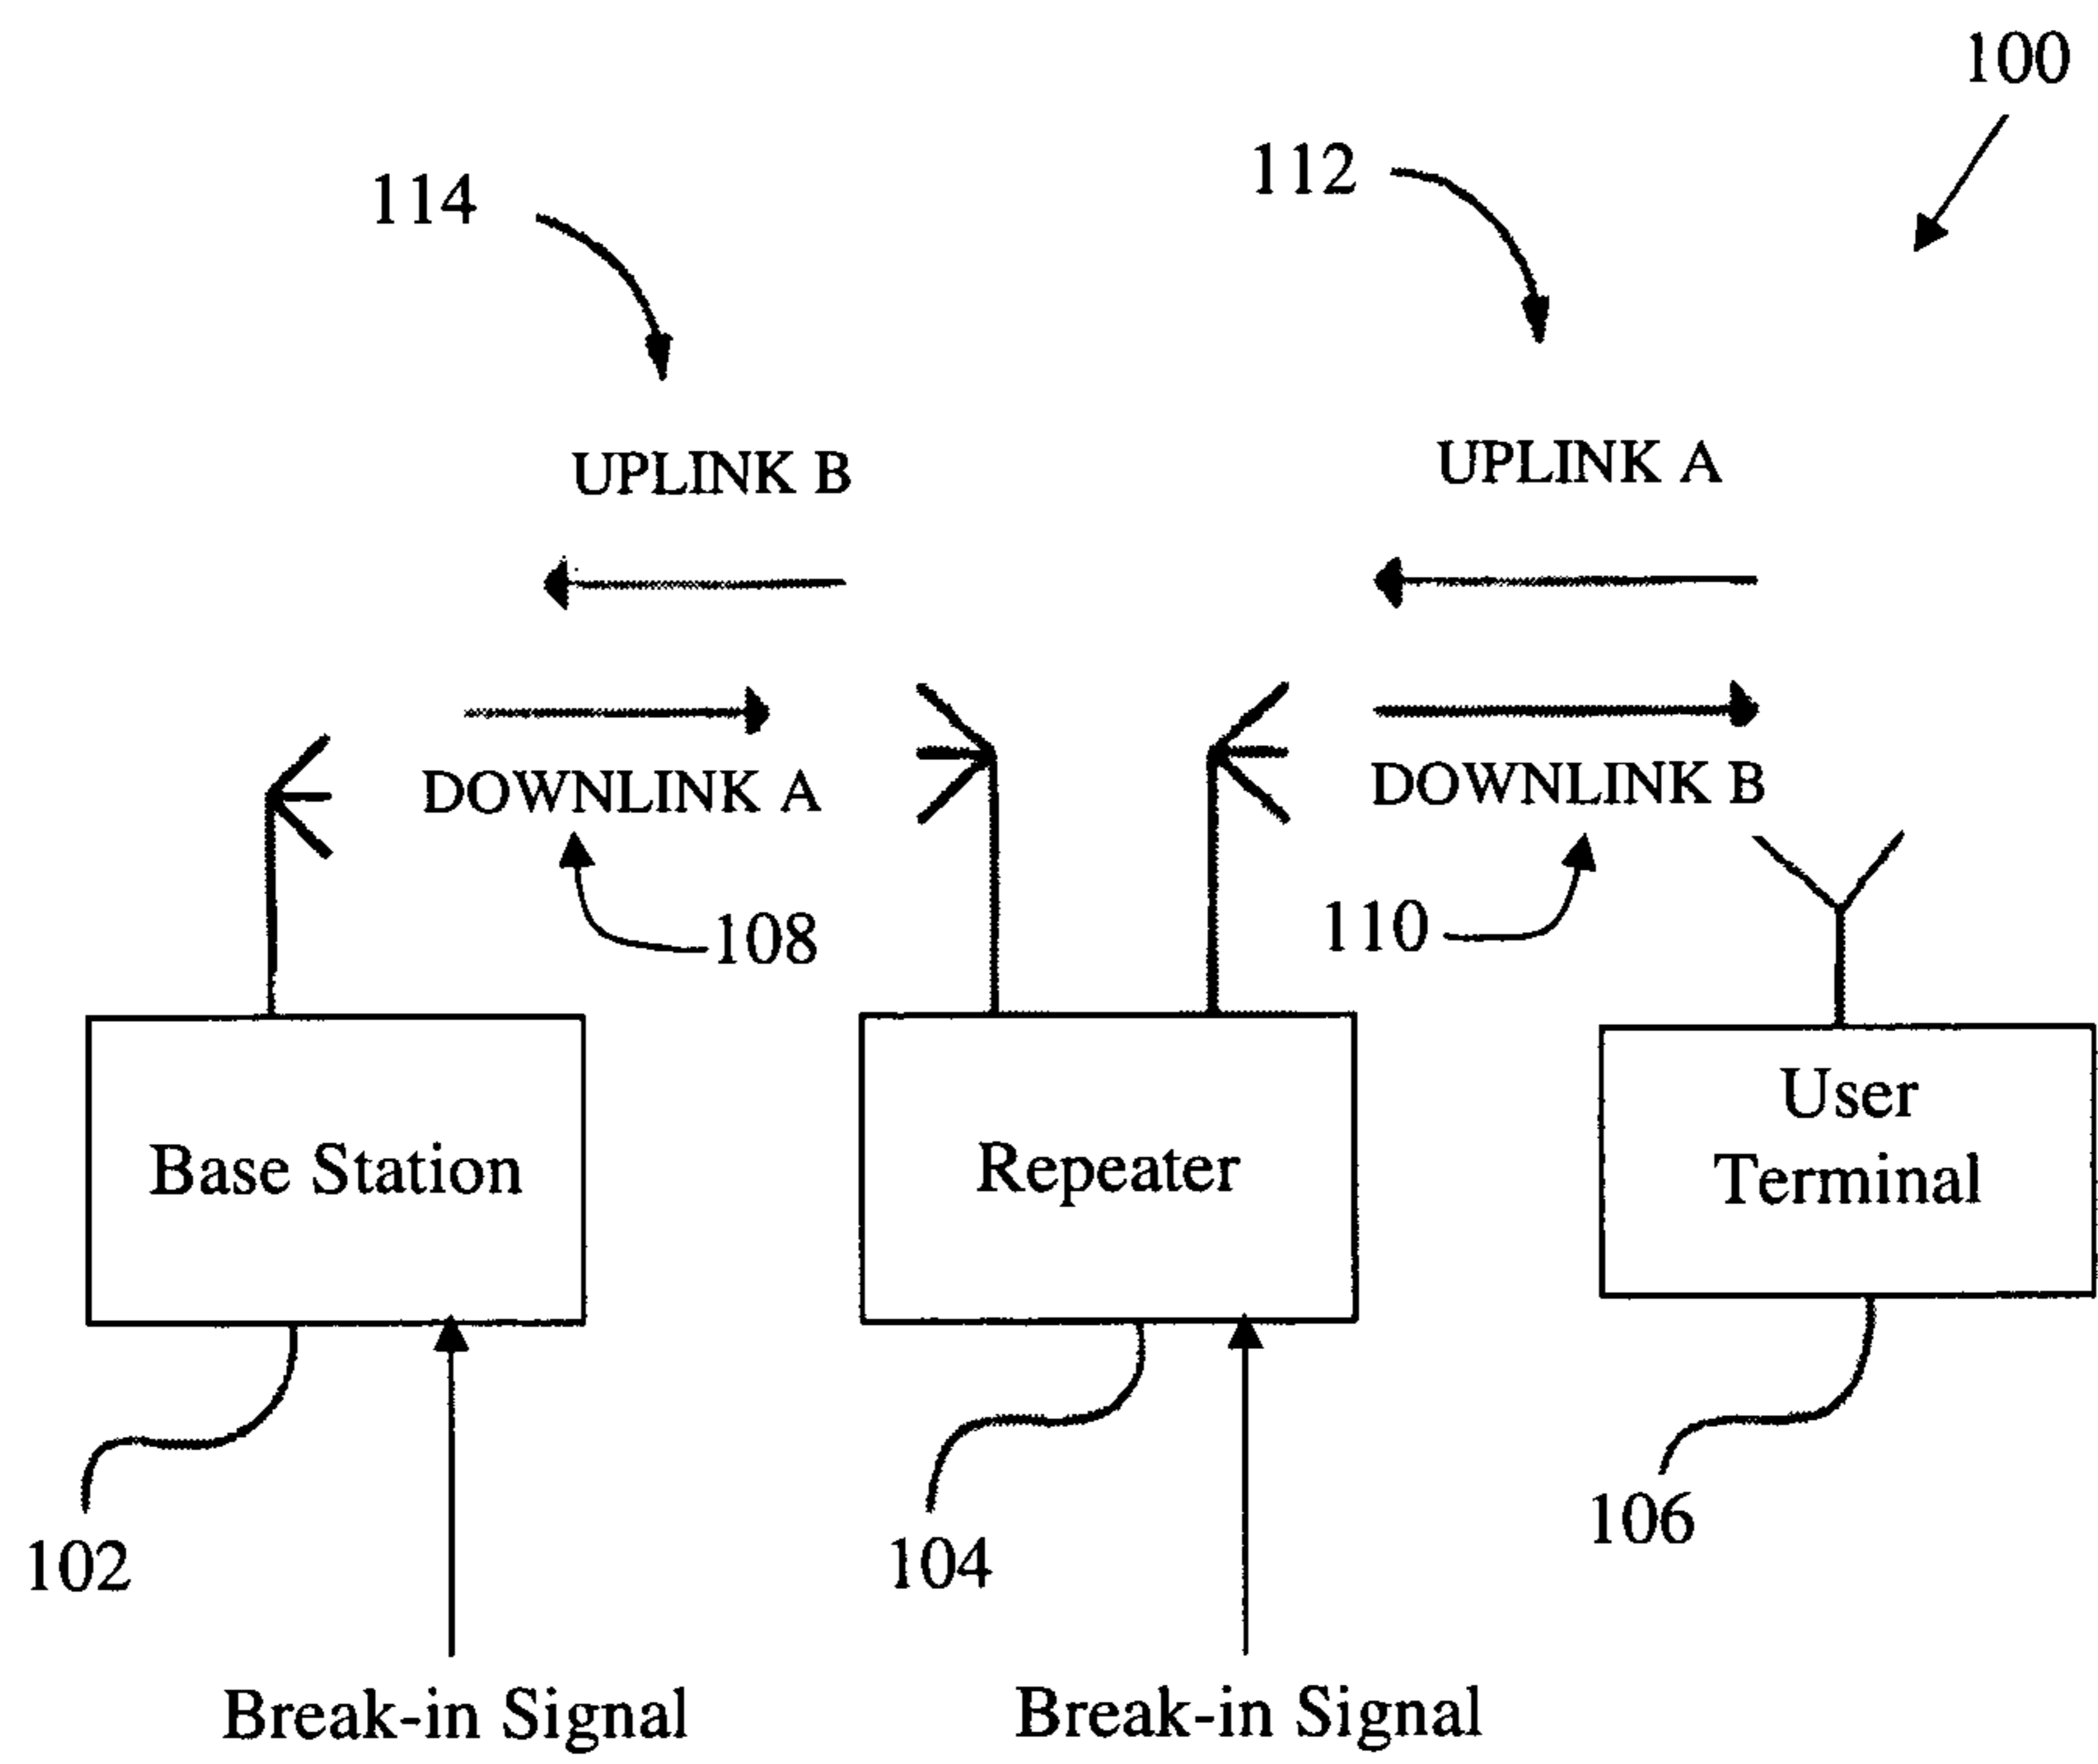 100
112
114
UPLINK B
UPLINK A
DOWNLINK A
DOWNLINK B
108
110
Base Station
Repeater
User
Terminal
102
104
106
Break-in Signal
Break-in Signal